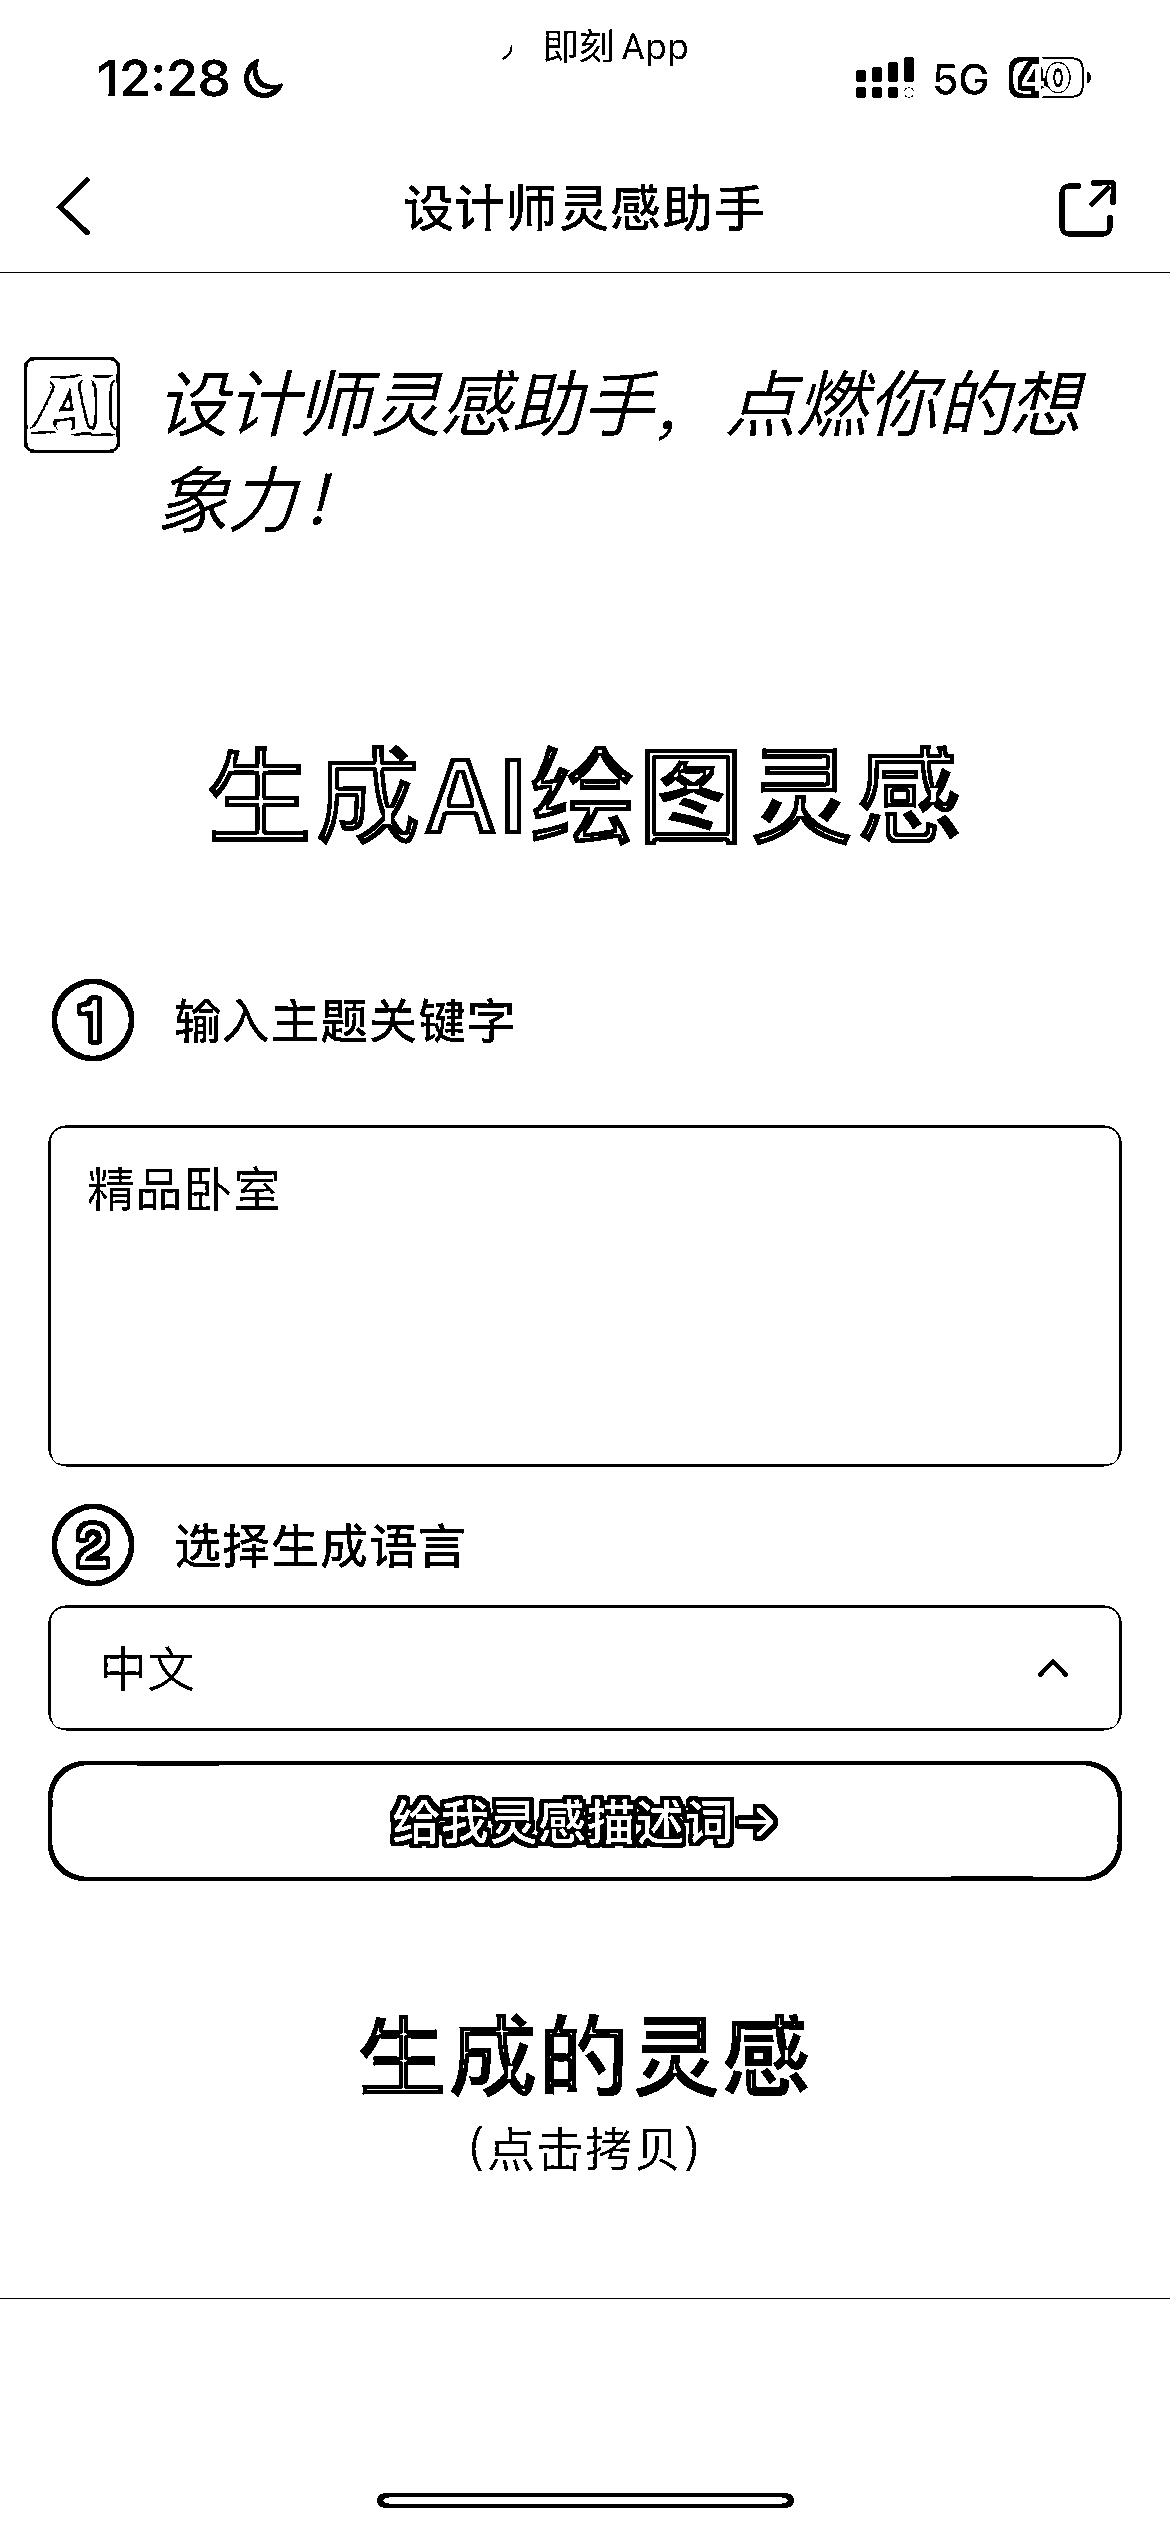 即刻 App
12:28 5G 40
设计师灵感助手
AI 设计师灵感助手，点燃你的想
象力！
生成AI绘图灵感
1 输入主题关键字
精品卧室
2 选择生成语言
中文
给我灵感描述词→
生成的灵感
（点击拷贝）